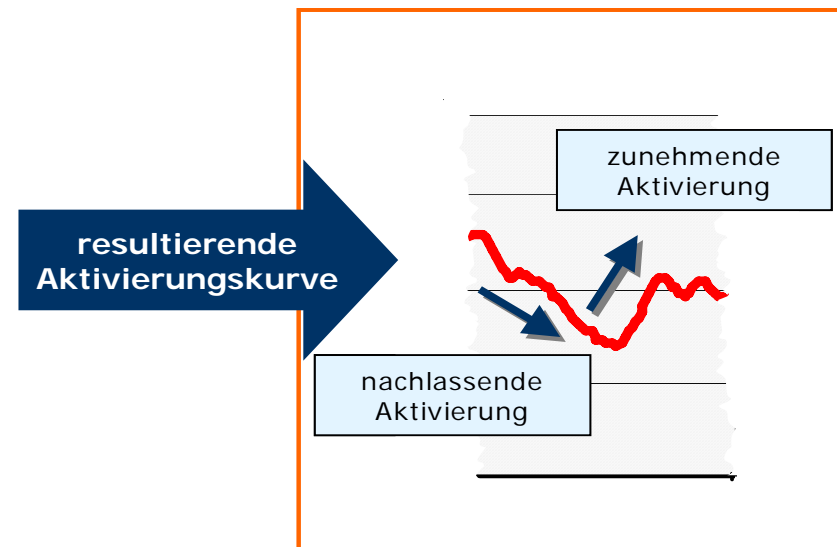 resultierende
Aktivierungskurve
zunehmende
Aktivierung
nachlassende
Aktivierung